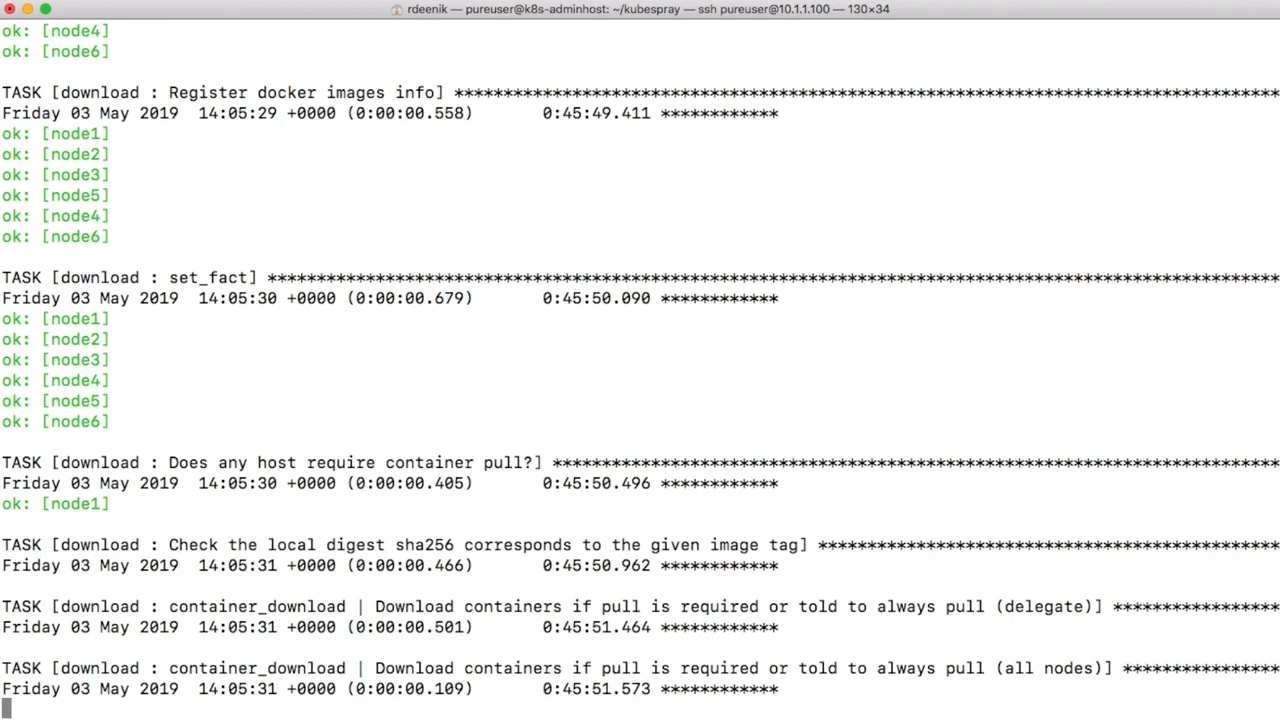 rdeenik — pureuser@k8s-adminhost: ~/kubespray — ssh pureuser@10.1.1.100 — 130×34
ok: [node4]
ok: [node6]
TASK [download : Register docker images info] ************************************************************************************
Friday 03 May 2019  14:05:29 +0000 (0:00:00.558)       0:45:49.411 ************
ok: [node1]
ok: [node2]
ok: [node3]
ok: [node5]
ok: [node4]
ok: [node6]
TASK [download : set_fact] *******************************************************************************************************
Friday 03 May 2019  14:05:30 +0000 (0:00:00.679)       0:45:50.090 ************
ok: [node1]
ok: [node2]
ok: [node3]
ok: [node4]
ok: [node5]
ok: [node6]
TASK [download : Does any host require container pull?] **************************************************************************
Friday 03 May 2019  14:05:30 +0000 (0:00:00.405)       0:45:50.496 ************
ok: [node1]
TASK [download : Check the local digest sha256 corresponds to the given image tag] ***********************************************
Friday 03 May 2019  14:05:31 +0000 (0:00:00.466)       0:45:50.962 ************
TASK [download : container_download | Download containers if pull is required or told to always pull (delegate)] *****************
Friday 03 May 2019  14:05:31 +0000 (0:00:00.501)       0:45:51.464 ************
TASK [download : container_download | Download containers if pull is required or told to always pull (all nodes)] ****************
Friday 03 May 2019  14:05:31 +0000 (0:00:00.109)       0:45:51.573 ************